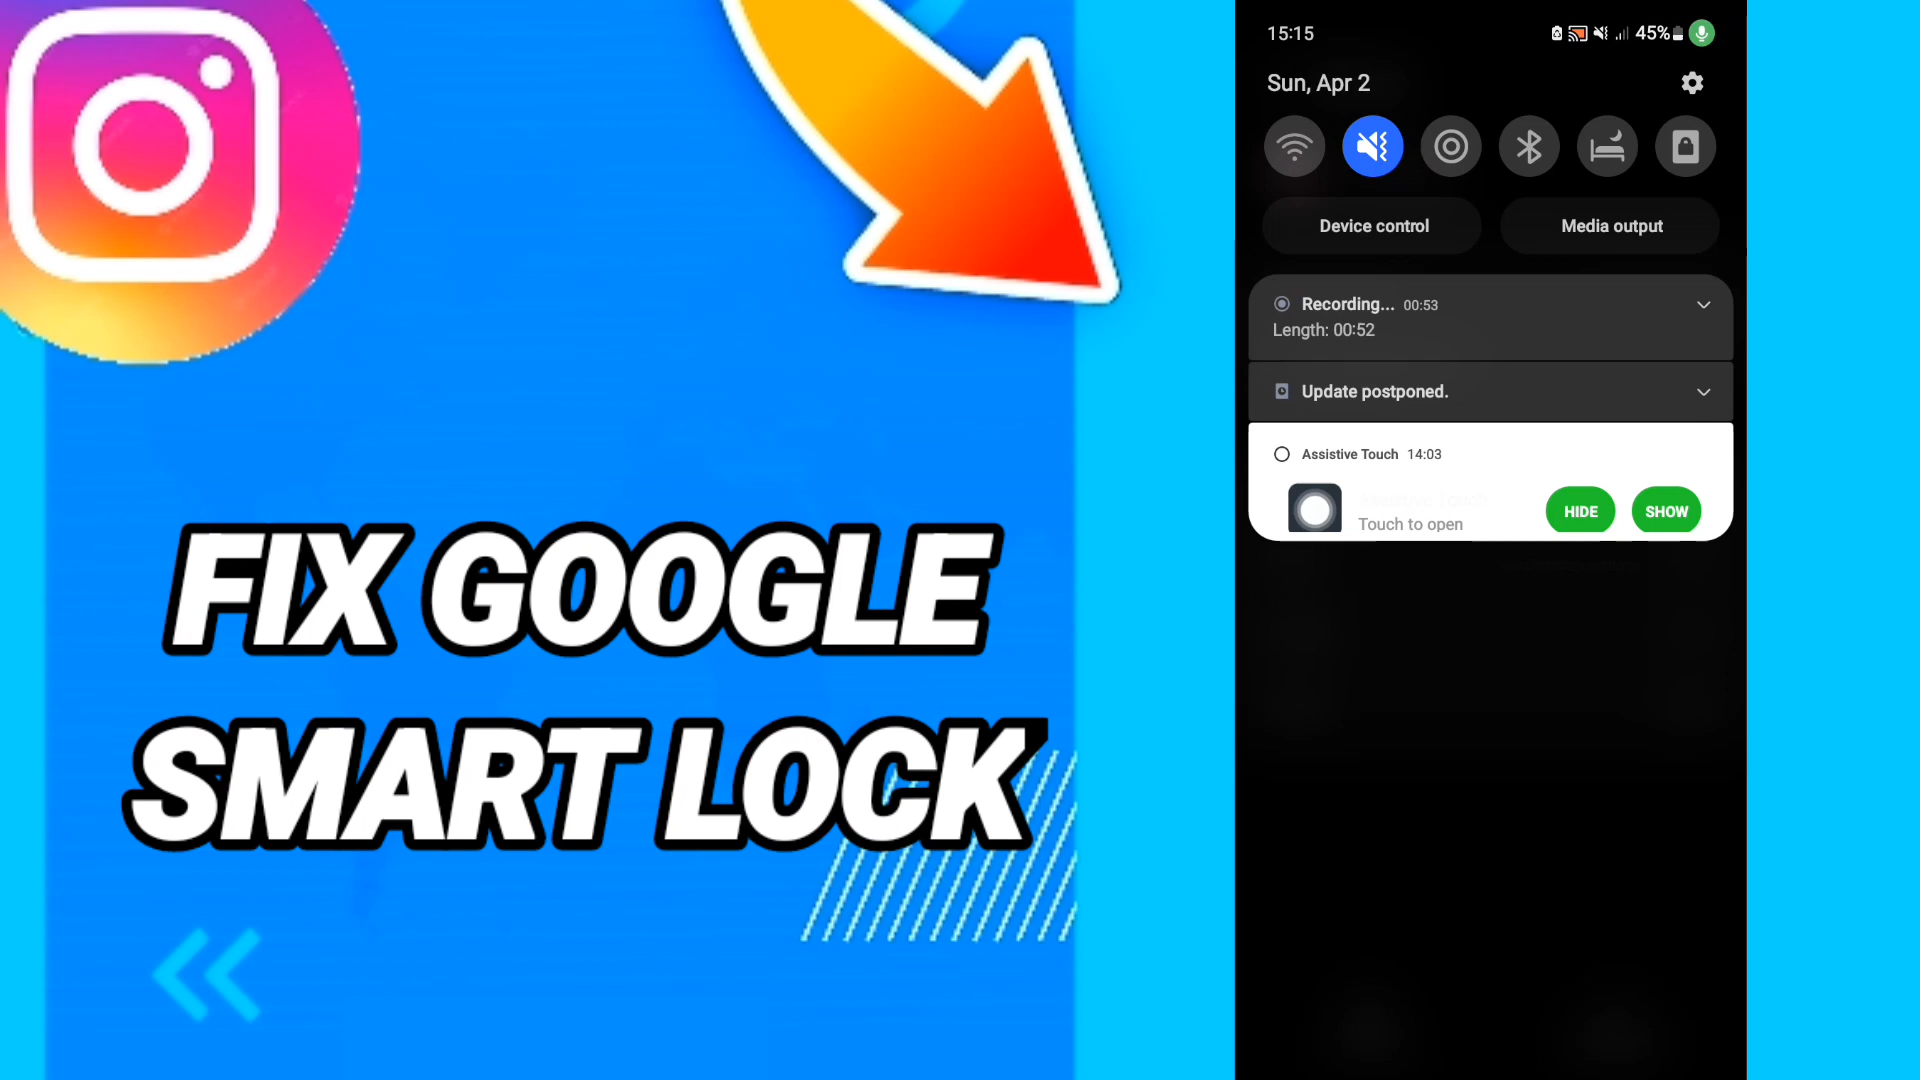 FIX GOOGLE
SMART LOCK
15:15
45%
Sun, Apr 2
Device control
Media output
Recording... 00:53
Length: 00:52
Update postponed.
Assistive Touch 14:03
Touch to open
HIDE
SHOW